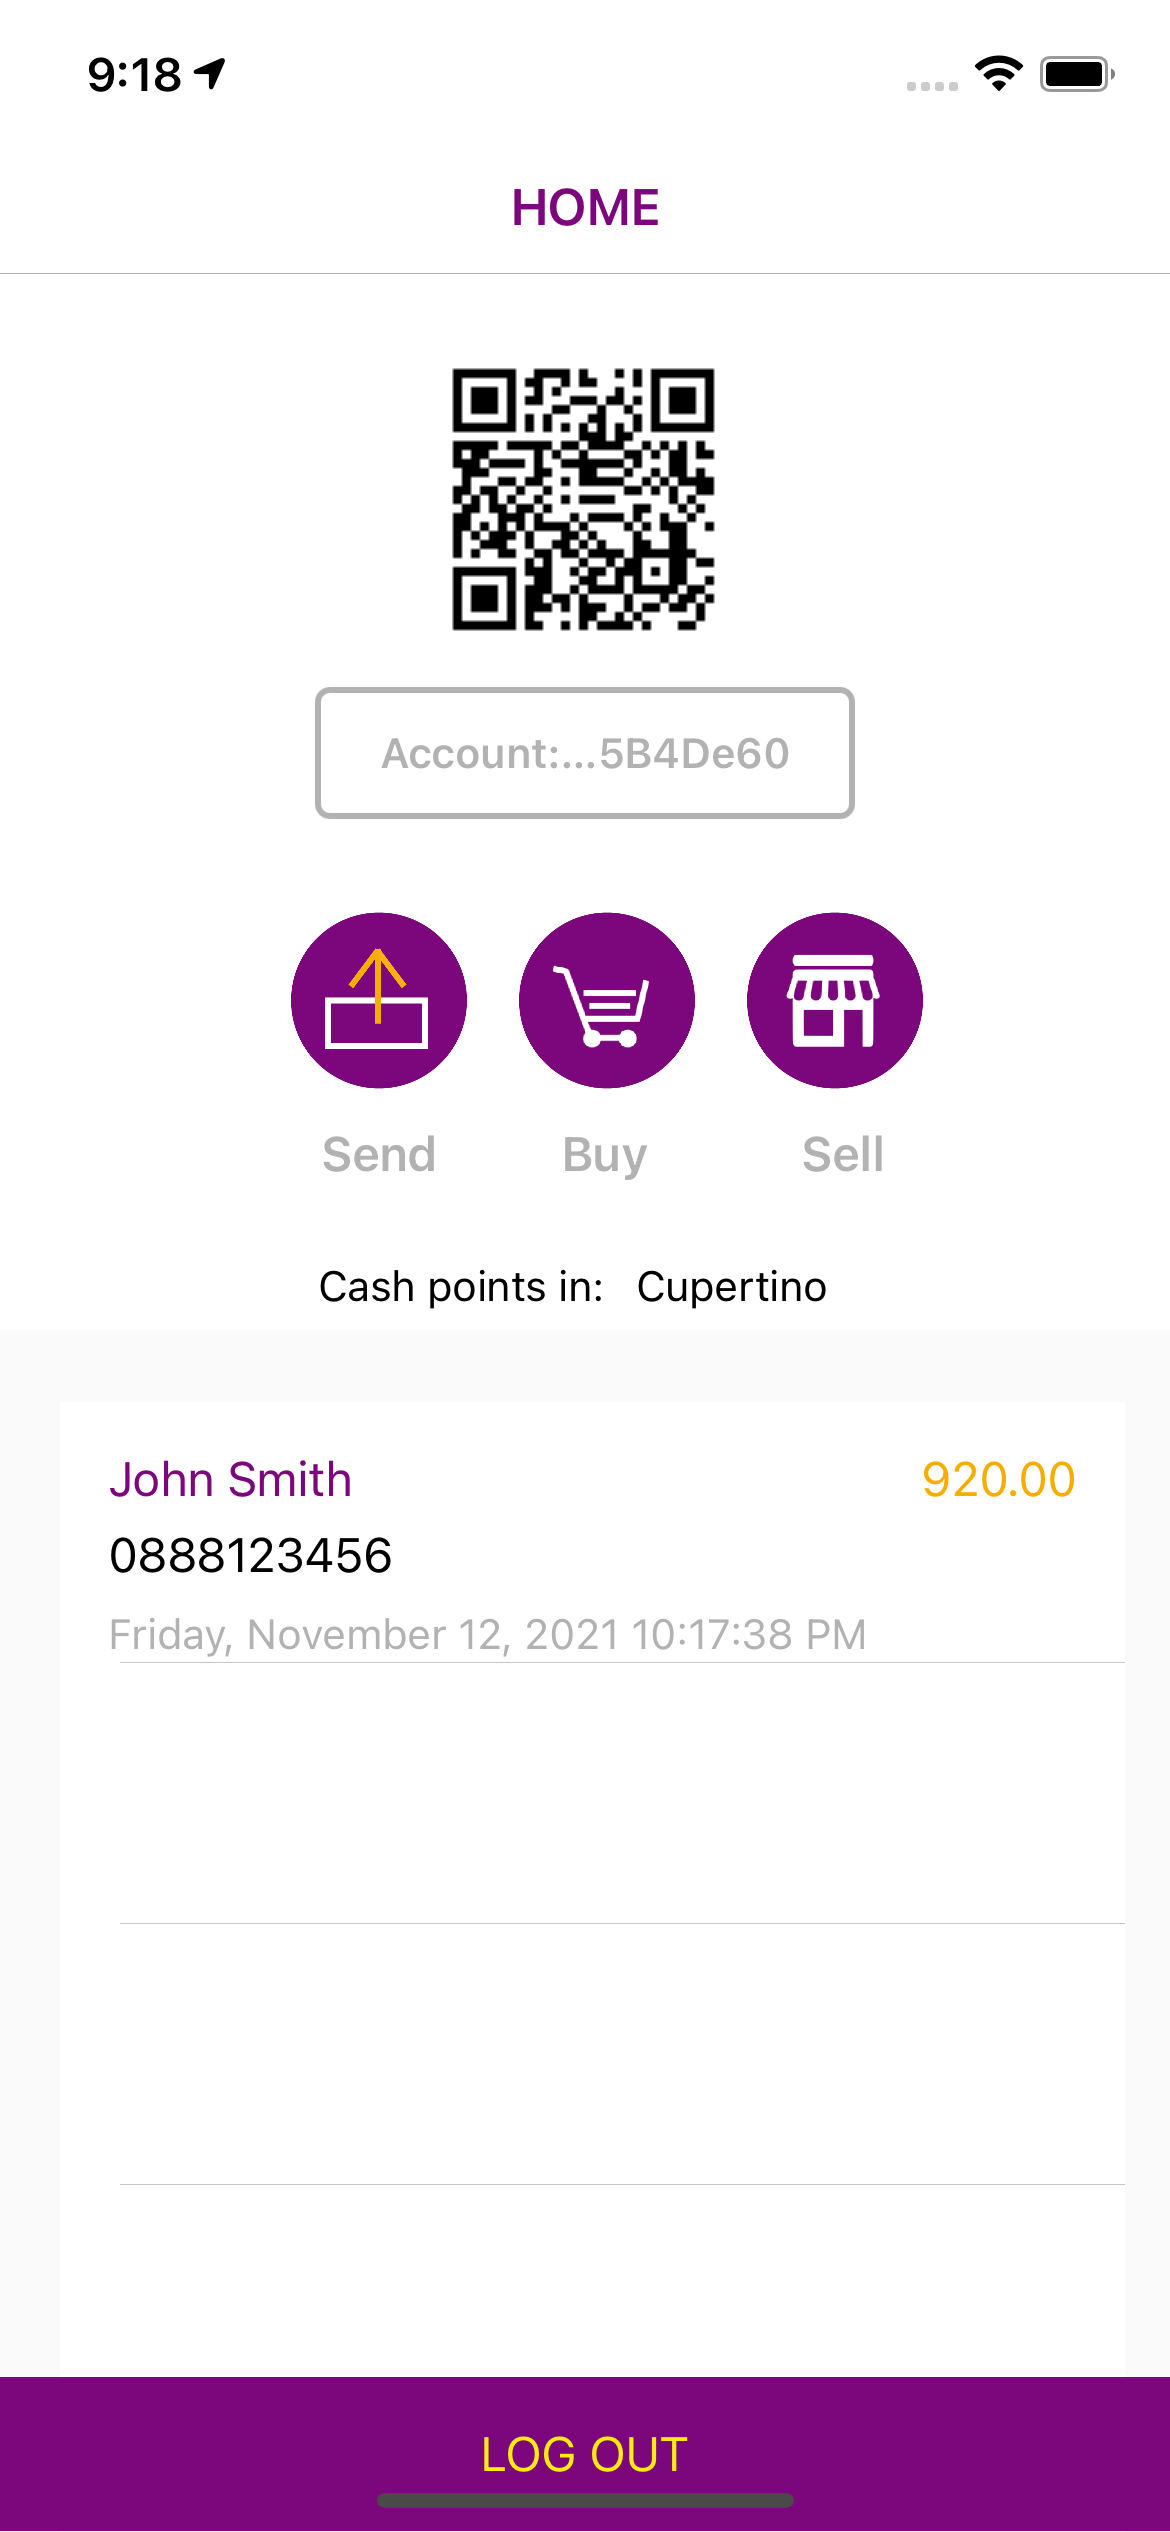 9:18
HOME
Account:...5B4De60
Send Buy Sell
Cash points in: Cupertino
John Smith 920.00
0888123456
Friday, November 12, 2021 10:17:38 PM
LOG OUT